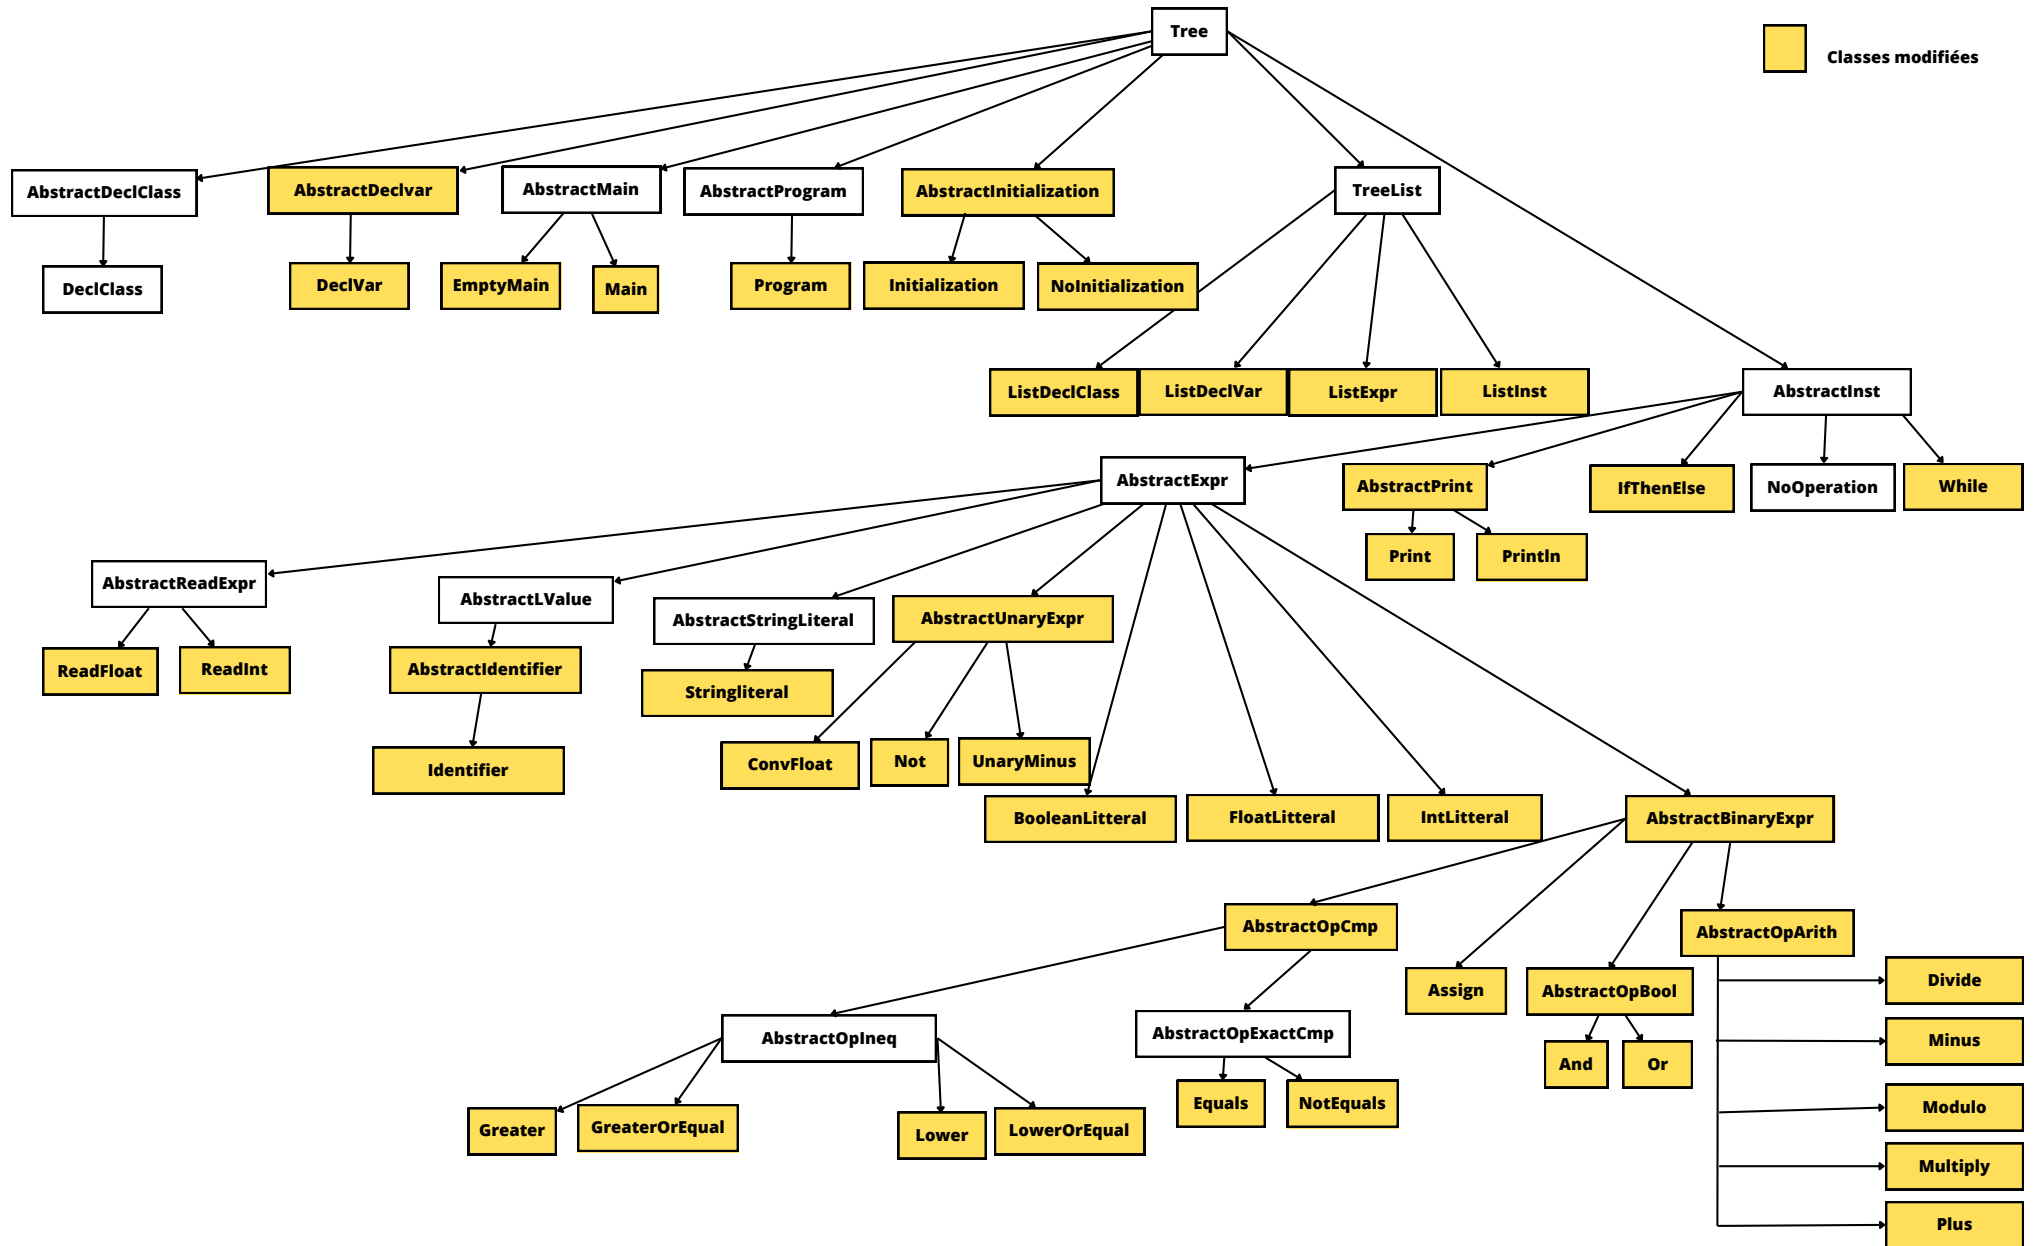 Tree
Classes modifiées
AbstractDeclClass
AbstractDeclvar
AbstractMain
AbstractProgram
AbstractInitialization
TreeList
DeclClass
DeclVar
EmptyMain
Main
Program
Initialization
NoInitialization
ListDeclClass
ListDeclVar
ListExpr
ListInst
AbstractInst
AbstractExpr
AbstractPrint
IfThenElse
NoOperation
While
Print
Println
AbstractReadExpr
AbstractLValue
AbstractStringLiteral
AbstractUnaryExpr
ReadFloat
ReadInt
AbstractIdentifier
Stringliteral
Identifier
ConvFloat
Not
UnaryMinus
BooleanLitteral
FloatLitteral
IntLitteral
AbstractBinaryExpr
AbstractOpCmp
AbstractOpArith
Assign
AbstractOpBool
Divide
AbstractOpIneq
AbstractOpExactCmp
Minus
And
Or
Equals
NotEquals
Modulo
Greater
GreaterOrEqual
Lower
LowerOrEqual
Multiply
Plus